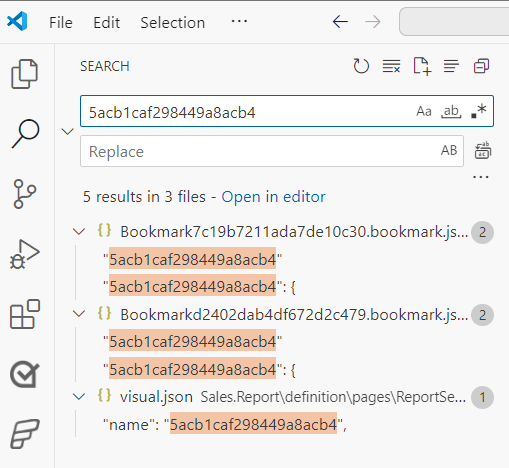 File Edit Selection ···
SEARCH
5acb1caf298449a8acb4 Aa ab
Replace AB
5 results in 3 files - Open in editor
{} Bookmark7c19b7211ada7de10c30.bookmark.js... 2
"5acb1caf298449a8acb4"
"5acb1caf298449a8acb4": {
{} Bookmarkd2402dab4df672d2c479.bookmark.js... 2
"5acb1caf298449a8acb4"
"5acb1caf298449a8acb4": {
{} visual.json Sales.Report\definition\pages\ReportSe... 1
"name": "5acb1caf298449a8acb4",